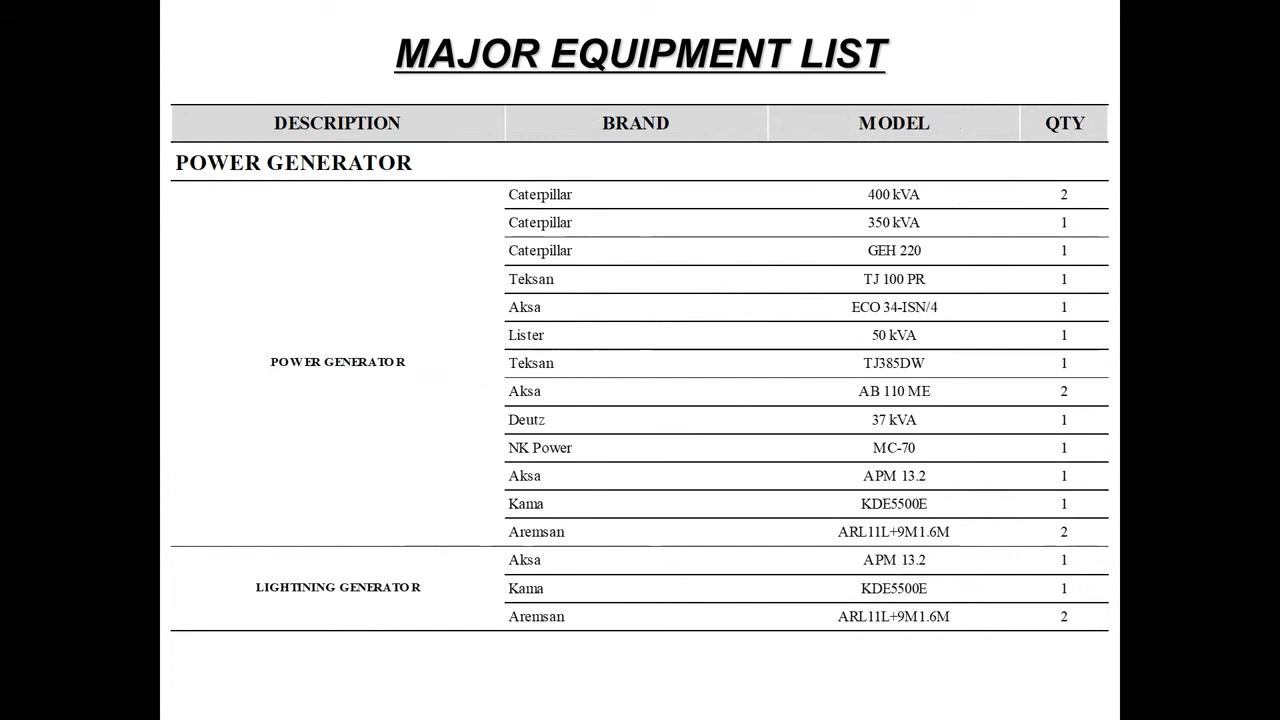 MAJOR EQUIPMENT LIST
DESCRIPTION BRAND MODEL QTY
POWER GENERATOR
POWER GENERATOR
Caterpillar 400 kVA 2
Caterpillar 350 kVA 1
Caterpillar GEH 220 1
Teksan TJ 100 PR 1
Aksa ECO 34-ISN/4 1
Lister 50 kVA 1
Teksan TJ385DW 1
Aksa AB 110 ME 2
Deutz 37 kVA 1
NK Power MC-70 1
Aksa APM 13.2 1
Kama KDE5500E 1
Aremsan ARL11L+9M1.6M 2
LIGHTINING GENERATOR
Aksa APM 13.2 1
Kama KDE5500E 1
Aremsan ARL11L+9M1.6M 2